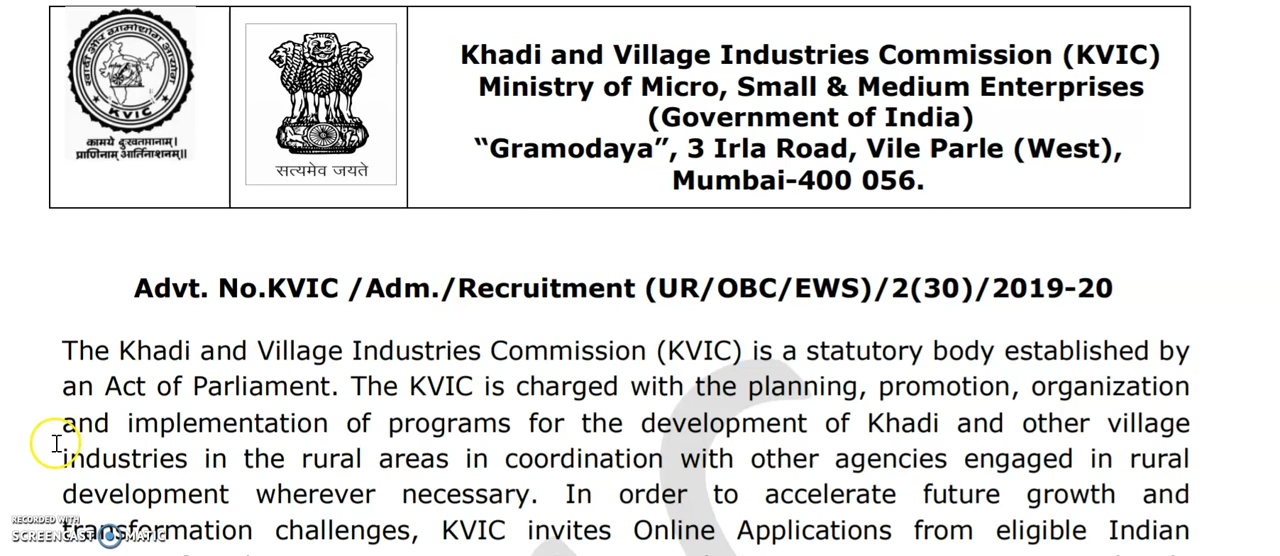 खादी और ग्रामोद्योग आयोग
KVIC
कामये दुःखतप्तानाम्।
प्राणिनाम् आर्तिनाशनम्॥
सत्यमेव जयते
Khadi and Village Industries Commission (KVIC)
Ministry of Micro, Small & Medium Enterprises
(Government of India)
“Gramodaya”, 3 Irla Road, Vile Parle (West),
Mumbai-400 056.
Advt. No.KVIC /Adm./Recruitment (UR/OBC/EWS)/2(30)/2019-20
The Khadi and Village Industries Commission (KVIC) is a statutory body established by
an Act of Parliament. The KVIC is charged with the planning, promotion, organization
and implementation of programs for the development of Khadi and other village
industries in the rural areas in coordination with other agencies engaged in rural
development wherever necessary. In order to accelerate future growth and
transformation challenges, KVIC invites Online Applications from eligible Indian
RECORDED WITH
SCREENCAST MATIC